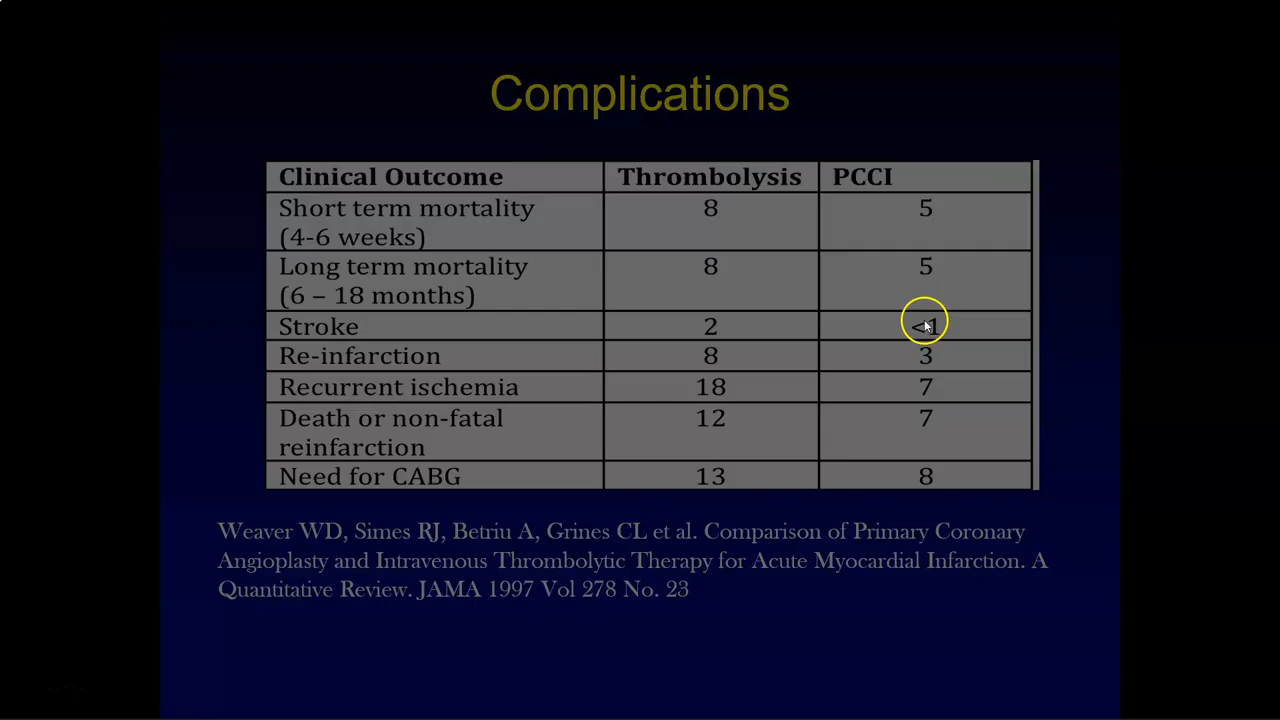 Complications
Clinical Outcome Thrombolysis PCCI
Short term mortality 8 5
(4-6 weeks)
Long term mortality 8 5
(6 – 18 months)
Stroke 2 <1
Re-infarction 8 3
Recurrent ischemia 18 7
Death or non-fatal 12 7
reinfarction
Need for CABG 13 8
Weaver WD, Simes RJ, Betriu A, Grines CL et al. Comparison of Primary Coronary
Angioplasty and Intravenous Thrombolytic Therapy for Acute Myocardial Infarction. A
Quantitative Review. JAMA 1997 Vol 278 No. 23